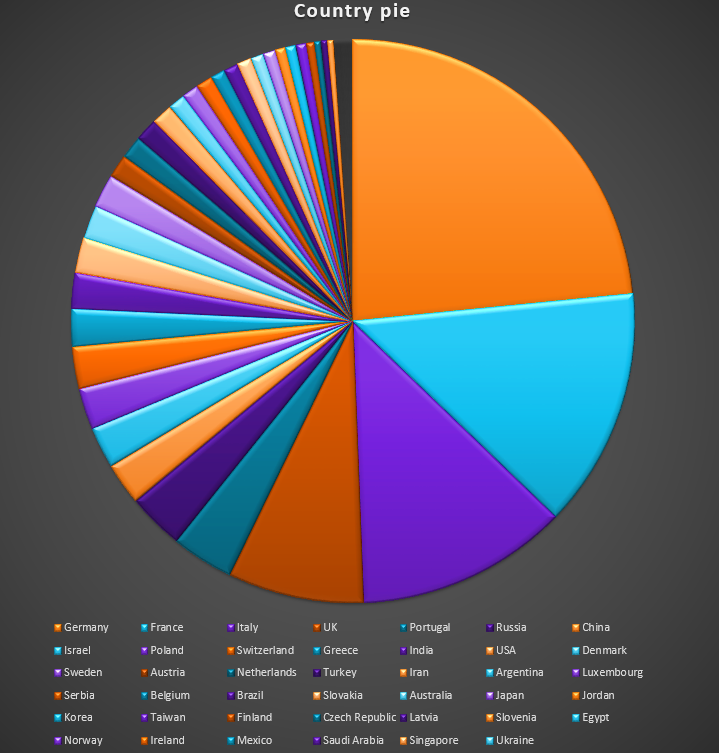 Country pie
Germany France Italy UK Portugal Russia China
Israel Poland Switzerland Greece India USA Denmark
Sweden Austria Netherlands Turkey Iran Argentina Luxembourg
Serbia Belgium Brazil Slovakia Australia Japan Jordan
Korea Taiwan Finland Czech Republic Latvia Slovenia Egypt
Norway Ireland Mexico Saudi Arabia Singapore Ukraine